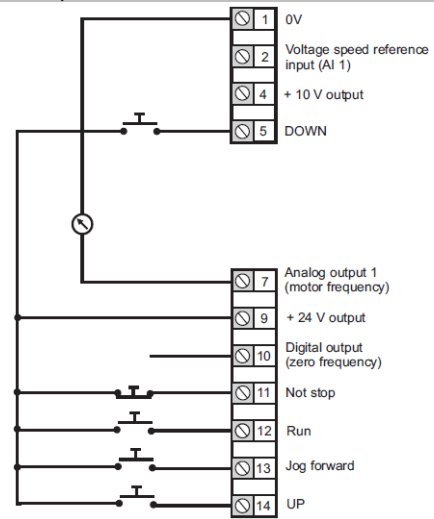 1 0V
2 Voltage speed reference
input (AI 1)
4 + 10 V output
5 DOWN
7 Analog output 1
(motor frequency)
9 + 24 V output
10 Digital output
(zero frequency)
11 Not stop
12 Run
13 Jog forward
14 UP